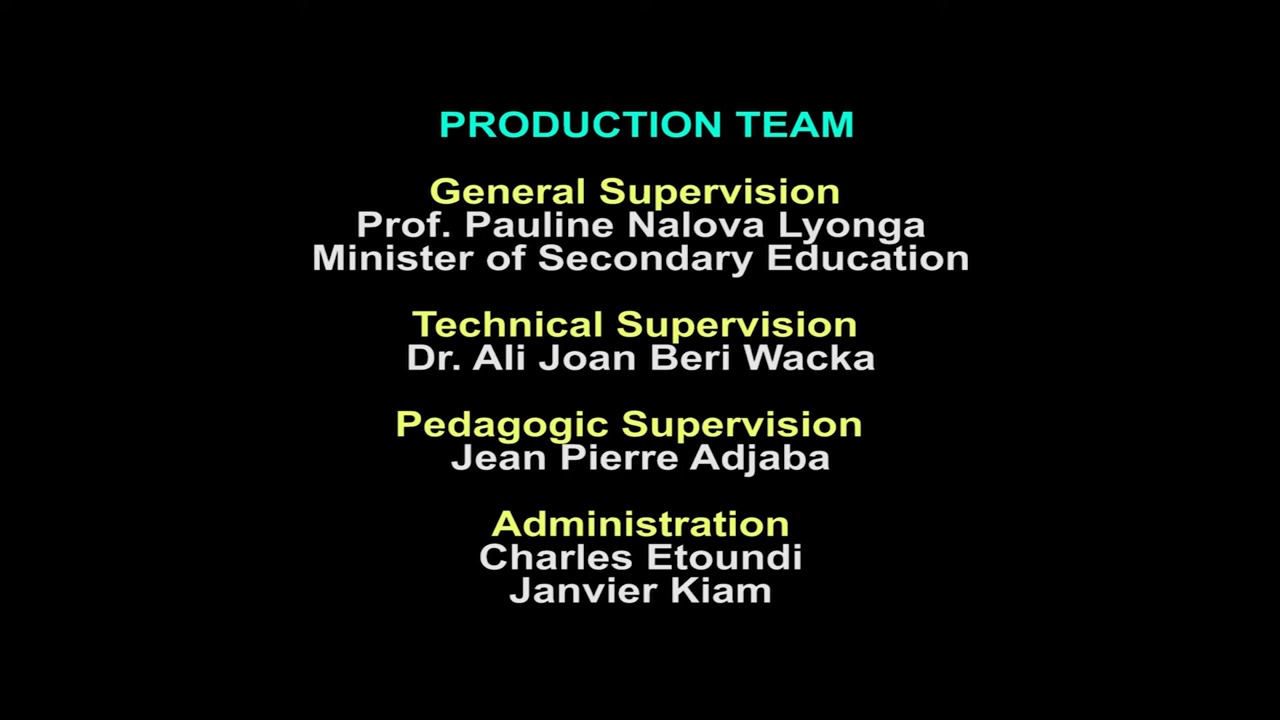 PRODUCTION TEAM
General Supervision
Prof. Pauline Nalova Lyonga
Minister of Secondary Education
Technical Supervision
Dr. Ali Joan Beri Wacka
Pedagogic Supervision
Jean Pierre Adjaba
Administration
Charles Etoundi
Janvier Kiam